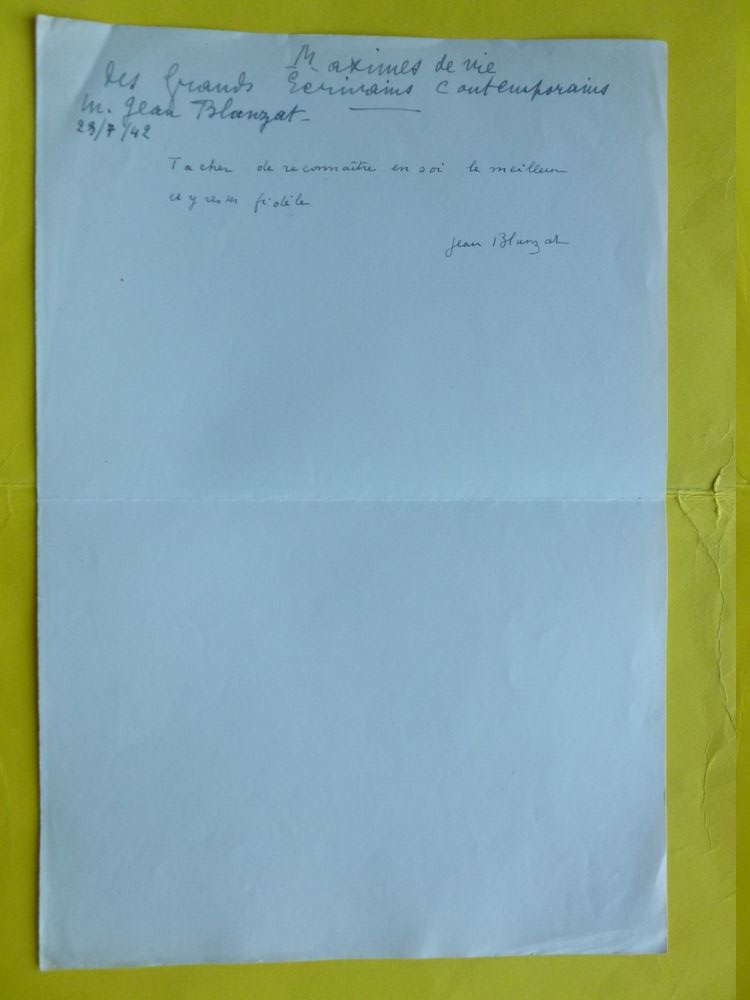 Maximes de vie
des Grands Ecrivains Contemporains
M. Jean Blanzat -
23/7/42
Tacher de reconnaître en soi le meilleur
et y rester fidèle
Jean Blanzat